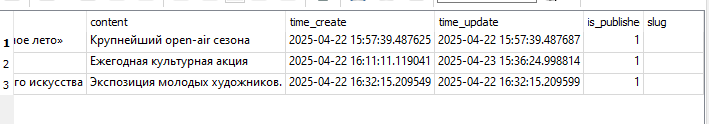 content time_create time_update is_publishe slug
1 ное лето» Крупнейший open-air сезона 2025-04-22 15:57:39.487625 2025-04-22 15:57:39.487687 1
2 Ежегодная культурная акция 2025-04-22 16:11:11.119041 2025-04-23 15:36:24.998814 1
3 го искусства Экспозиция молодых художников. 2025-04-22 16:32:15.209549 2025-04-22 16:32:15.209599 1